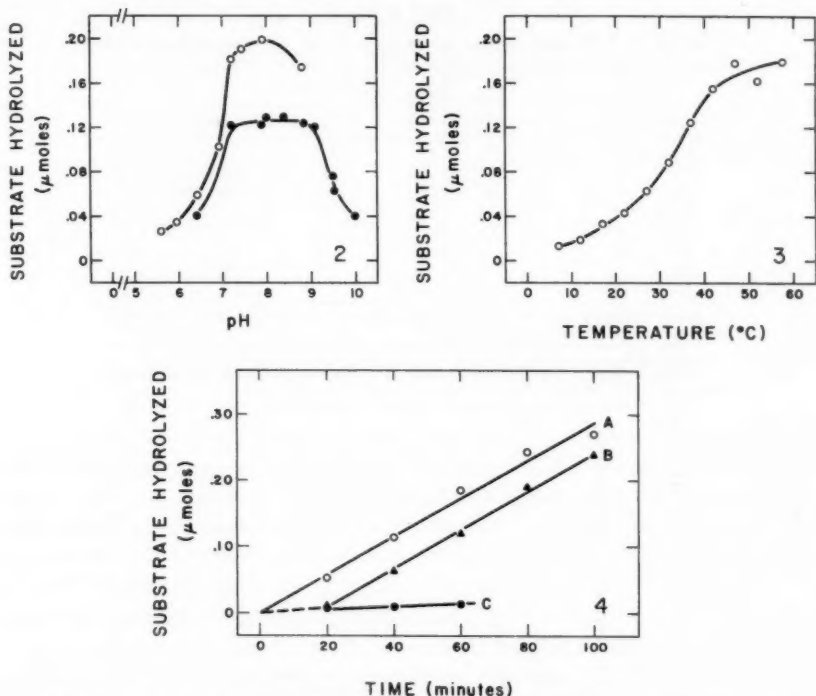 SUBSTRATE HYDROLYZED
(μmoles)
.20
.16
.12
.08
.04
0
0 5 6 7 8 9 10
pH
2
SUBSTRATE HYDROLYZED
(μmoles)
.20
.16
.12
.08
.04
0
0 10 20 30 40 50 60
TEMPERATURE (°C)
3
SUBSTRATE HYDROLYZED
(μmoles)
.30
.20
.10
0
0 20 40 60 80 100
TIME (minutes)
A
B
C
4